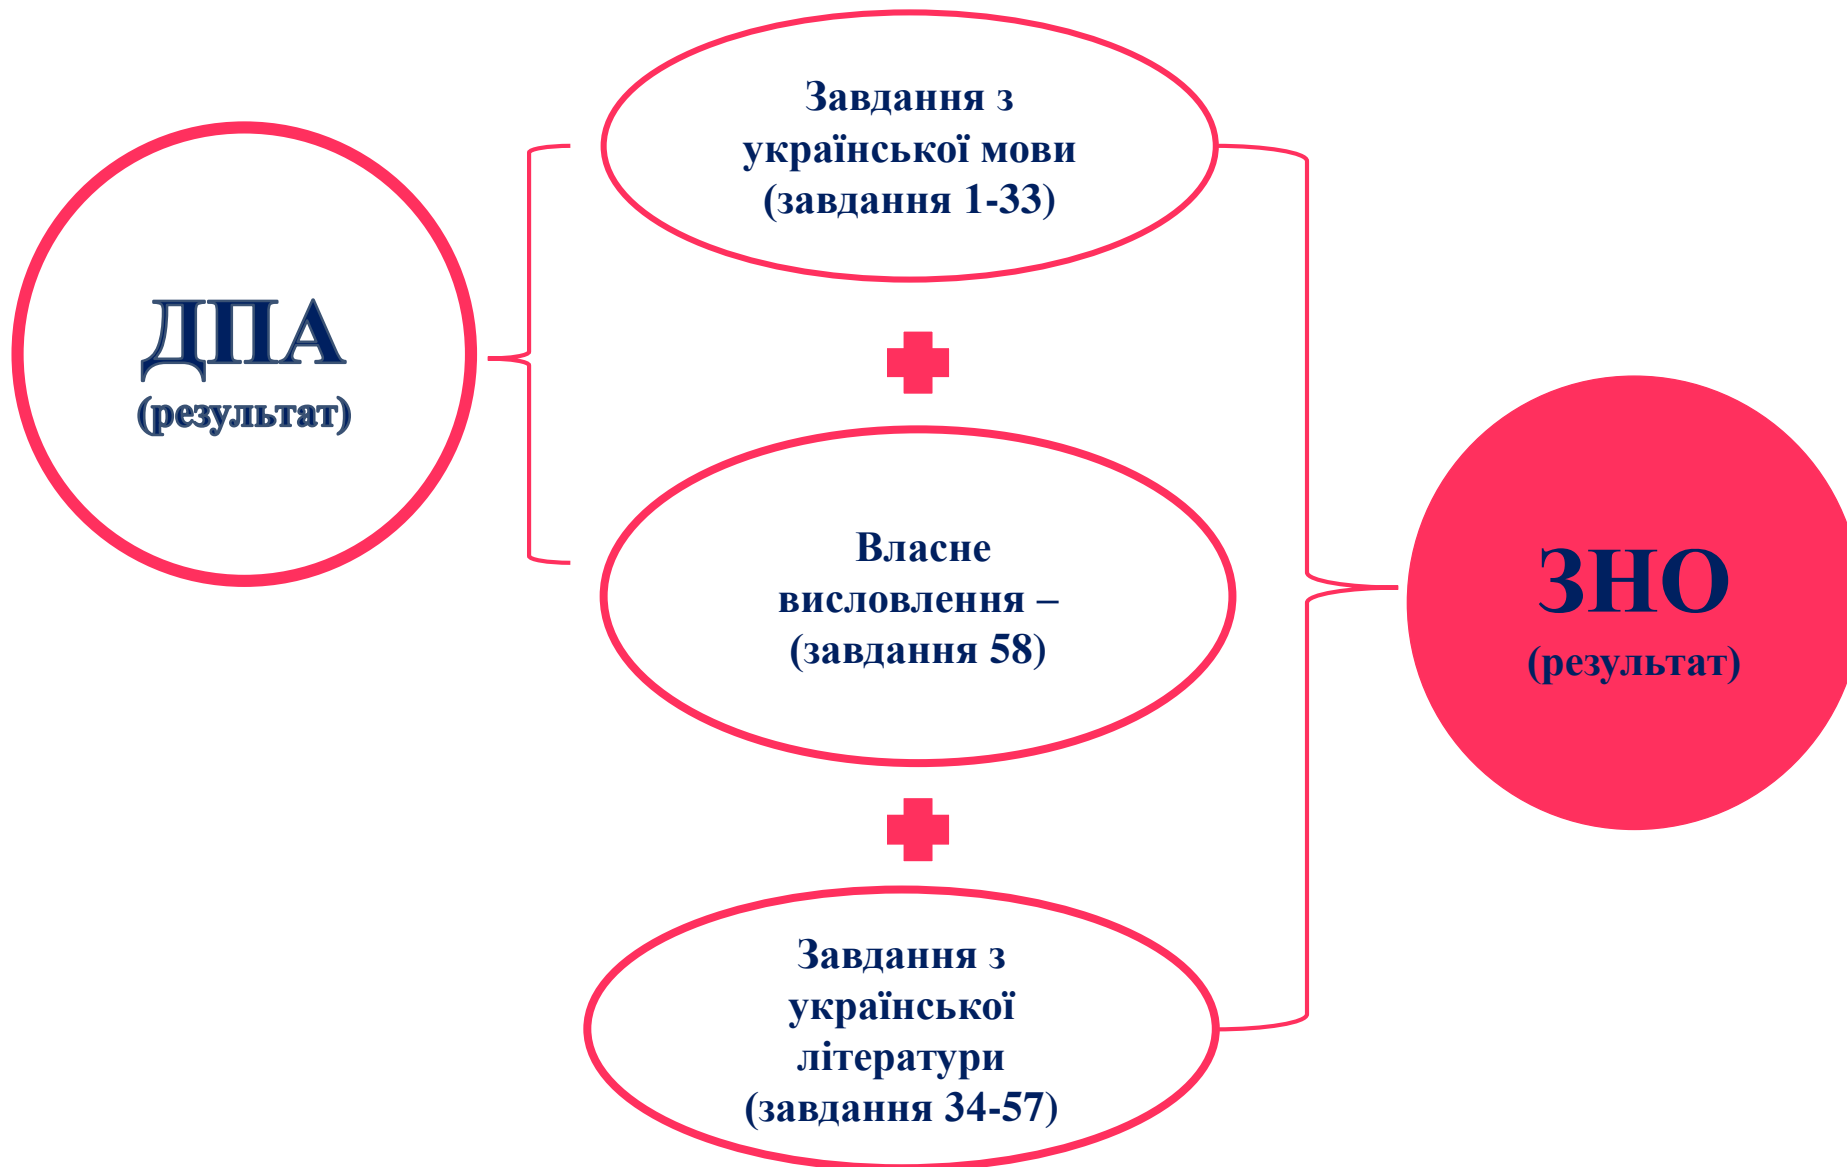 ДПА
(результат)
Завдання з
української мови
(завдання 1-33)
Власне
висловлення –
(завдання 58)
Завдання з
української
літератури
(завдання 34-57)
ЗНО
(результат)